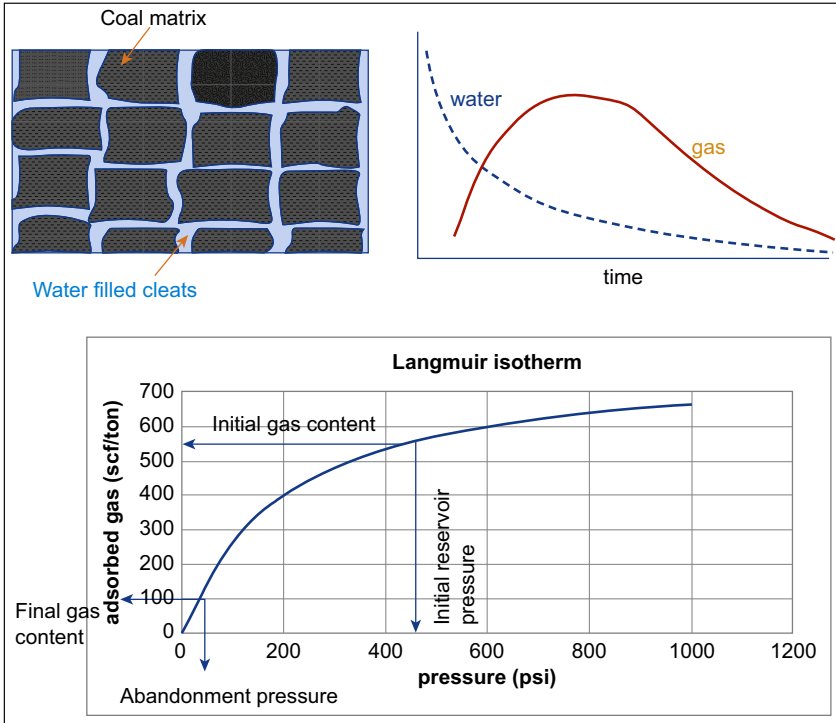 Coal matrix
Water filled cleats
water
gas
time
Langmuir isotherm
adsorbed gas (scf/ton)
700
600
500
400
300
200
100
0
Initial gas content
Final gas
content
Initial reservoir
pressure
0
200
400
600
800
1000
1200
Abandonment pressure
pressure (psi)